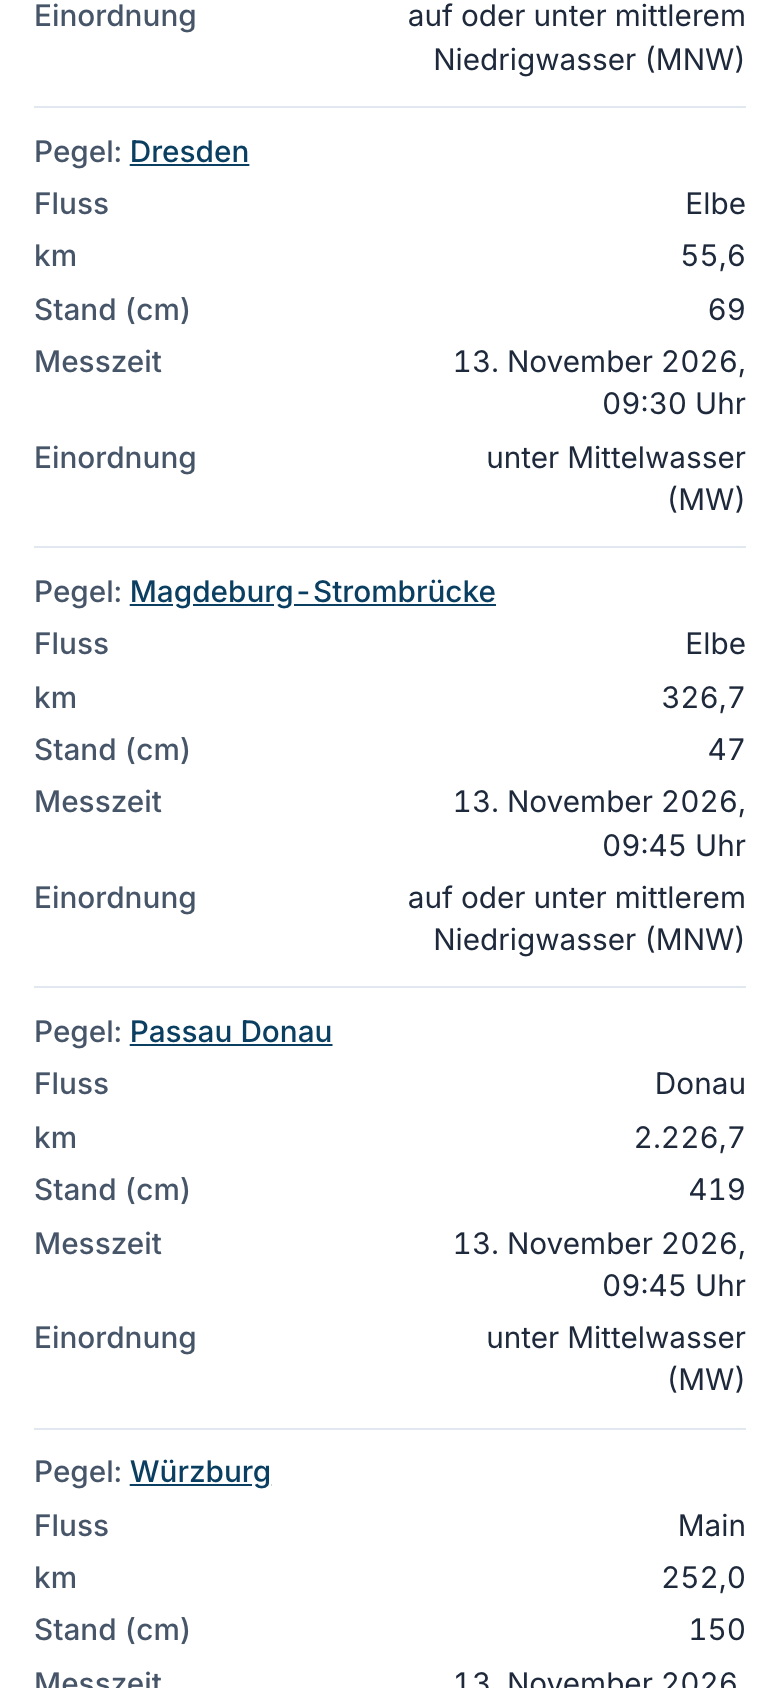 Einordnung auf oder unter mittlerem
Niedrigwasser (MNW)
Pegel: Dresden
Fluss Elbe
km 55,6
Stand (cm) 69
Messzeit 13. November 2026,
09:30 Uhr
Einordnung unter Mittelwasser
(MW)
Pegel: Magdeburg-Strombrücke
Fluss Elbe
km 326,7
Stand (cm) 47
Messzeit 13. November 2026,
09:45 Uhr
Einordnung auf oder unter mittlerem
Niedrigwasser (MNW)
Pegel: Passau Donau
Fluss Donau
km 2.226,7
Stand (cm) 419
Messzeit 13. November 2026,
09:45 Uhr
Einordnung unter Mittelwasser
(MW)
Pegel: Würzburg
Fluss Main
km 252,0
Stand (cm) 150
Messzeit 13. November 2026,